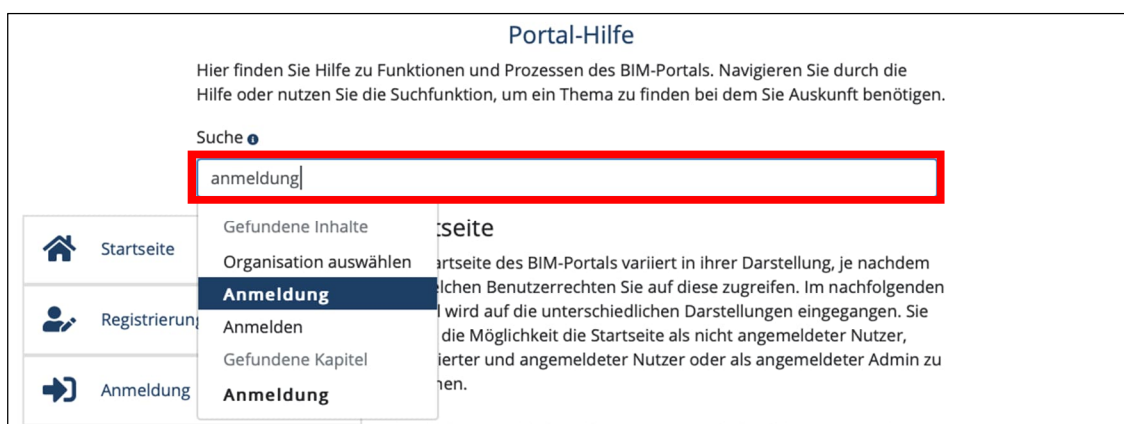 Portal-Hilfe
Hier finden Sie Hilfe zu Funktionen und Prozessen des BIM-Portals. Navigieren Sie durch die
Hilfe oder nutzen Sie die Suchfunktion, um ein Thema zu finden bei dem Sie Auskunft benötigen.
Suche
anmeldung
Startseite
Registrierung
Anmeldung
Gefundene Inhalte
Organisation auswählen
Anmeldung
Anmelden
Gefundene Kapitel
Anmeldung
tseite
artseite des BIM-Portals variiert in ihrer Darstellung, je nachdem
elchen Benutzerrechten Sie auf diese zugreifen. Im nachfolgenden
l wird auf die unterschiedlichen Darstellungen eingegangen. Sie
die Möglichkeit die Startseite als nicht angemeldeter Nutzer,
ierter und angemeldeter Nutzer oder als angemeldeter Admin zu
hen.